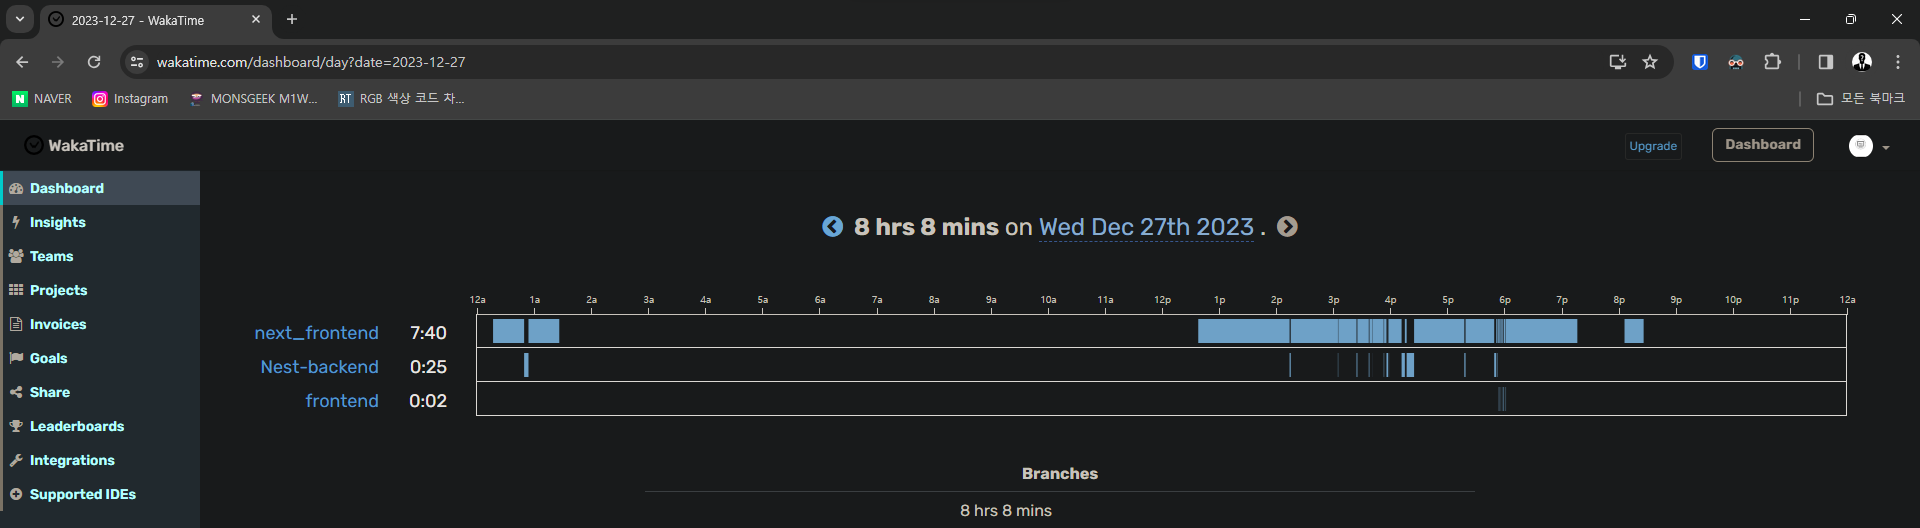 2023-12-27 - WakaTime
wakatime.com/dashboard/day?date=2023-12-27
NAVER Instagram MONSGEEK M1W... RT RGB 색상 코드 차... 모든 북마크
WakaTime Upgrade Dashboard
Dashboard
Insights
Teams
Projects
Invoices
Goals
Share
Leaderboards
Integrations
Supported IDEs
8 hrs 8 mins on Wed Dec 27th 2023 .
12a 1a 2a 3a 4a 5a 6a 7a 8a 9a 10a 11a 12p 1p 2p 3p 4p 5p 6p 7p 8p 9p 10p 11p 12a
next_frontend 7:40
Nest-backend 0:25
frontend 0:02
Branches
8 hrs 8 mins